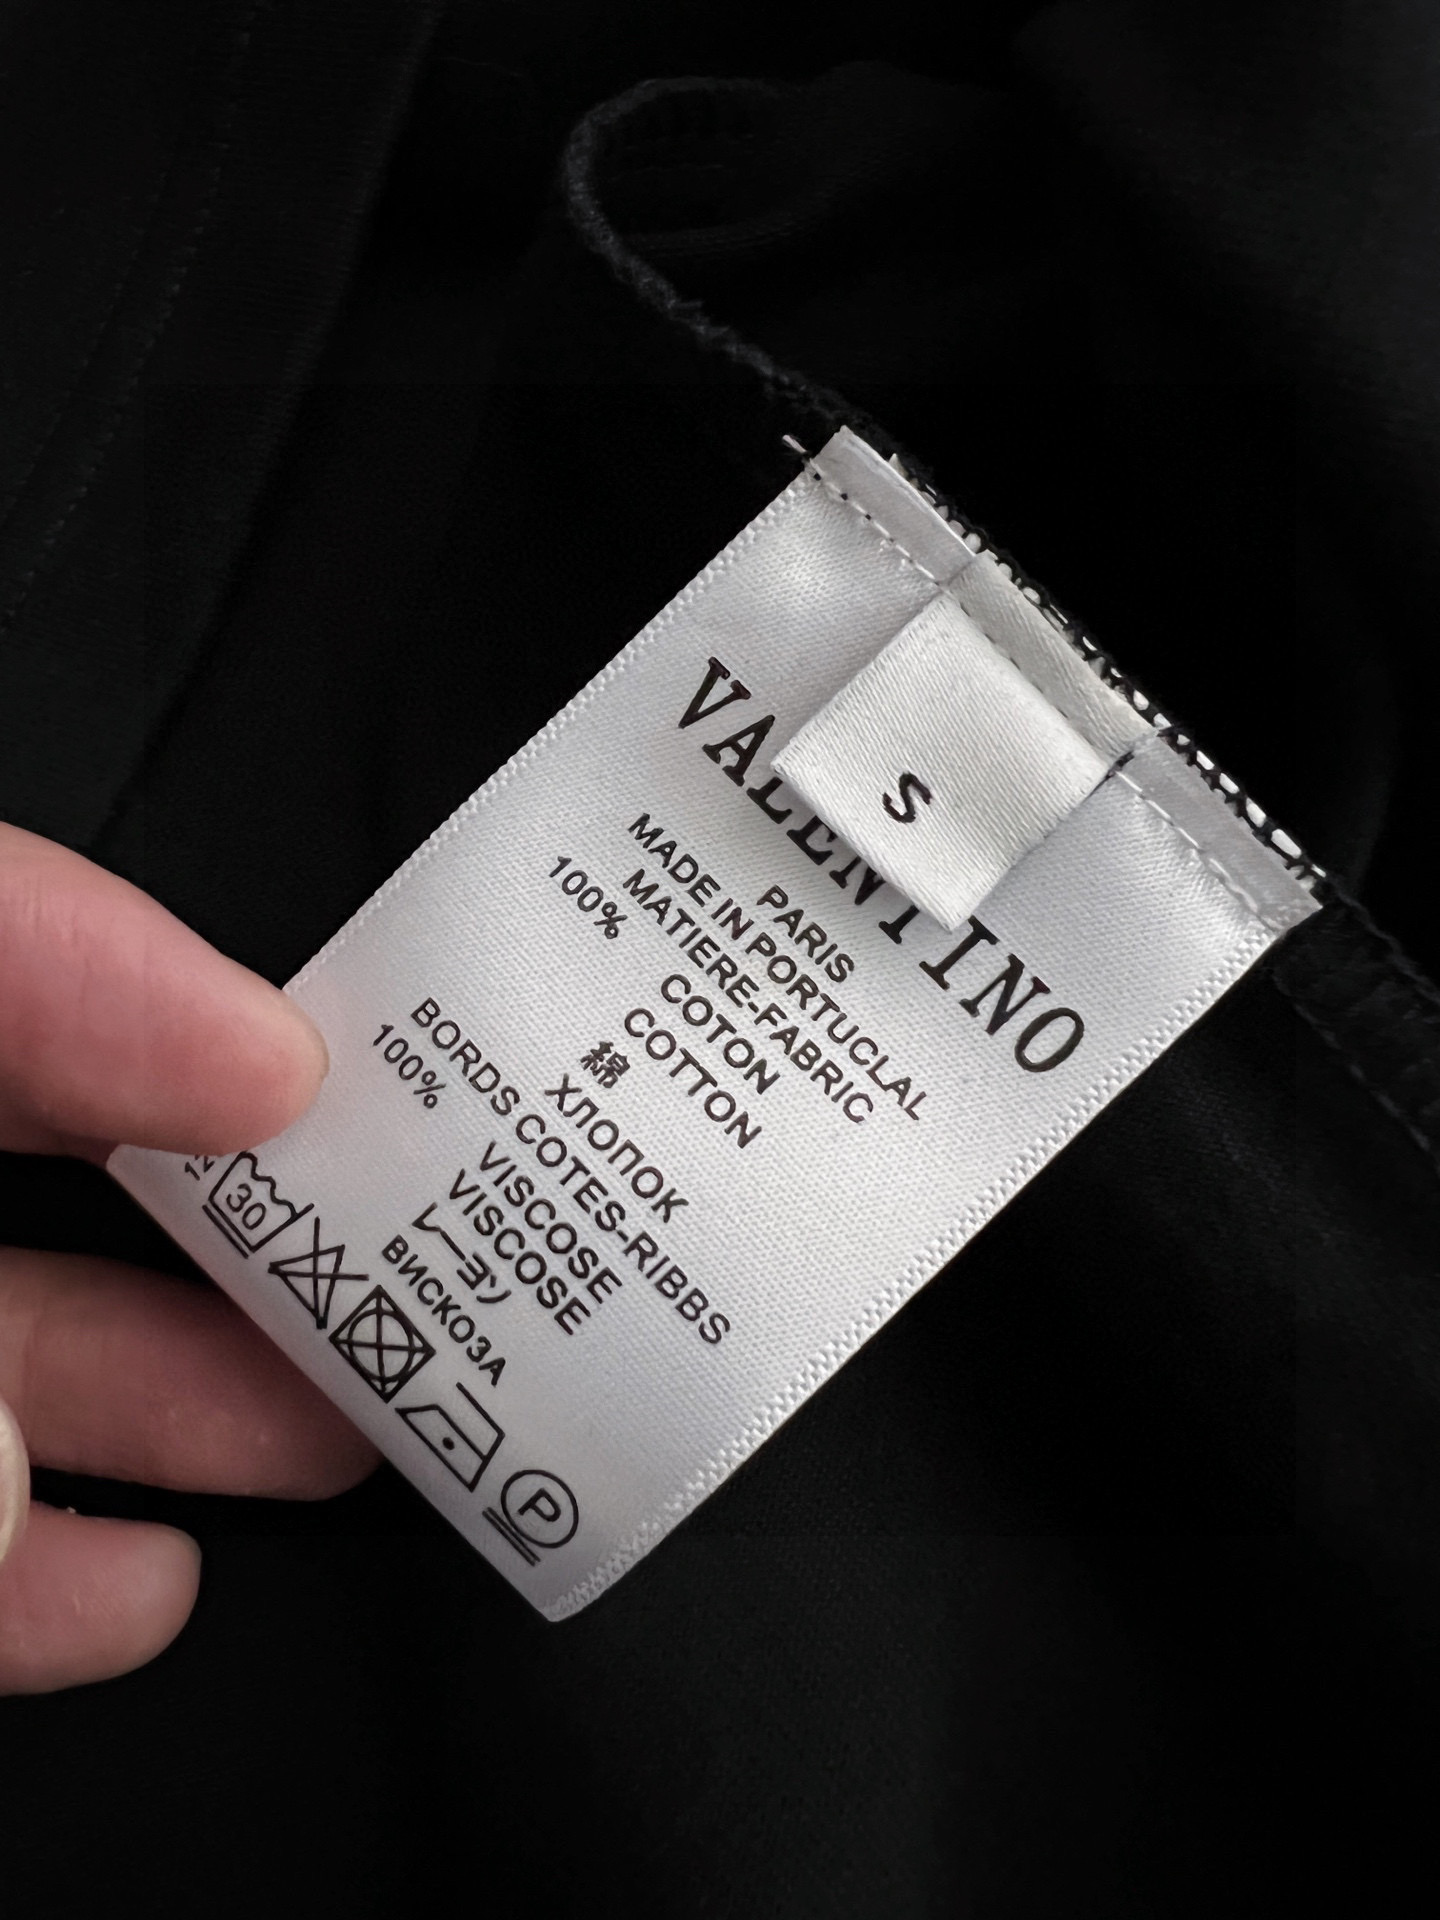 S
VALENTINO
PARIS
MADE IN PORTUCLAL
MATIERE-FABRIC
100% COTON
COTTON
綿
ХЛОПОК
BORDS COTES-RIBBS
100% VISCOSE
VISCOSE
レーヨン
ВИСКОЗА
30
P